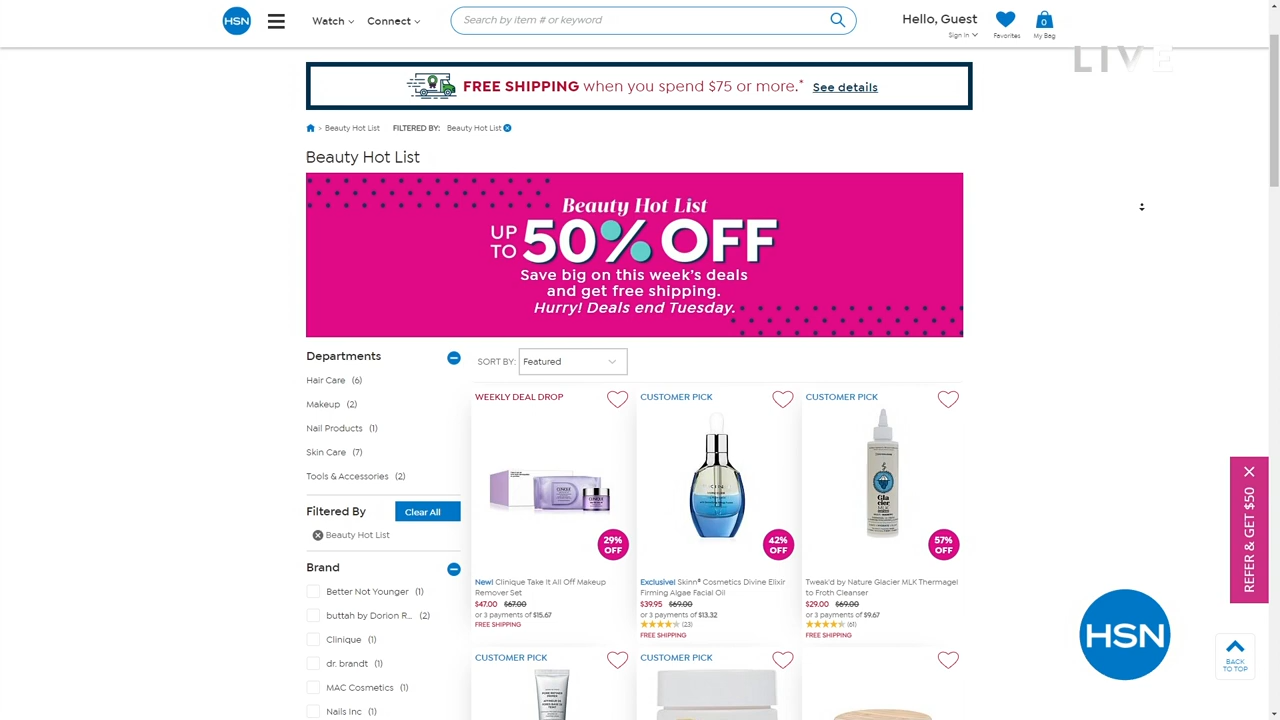 HSN
Watch
Connect
Search by item # or keyword
Hello, Guest
Sign In
Favorites
0
My Bag
LIVE
FREE SHIPPING when you spend $75 or more.* See details
> Beauty Hot List FILTERED BY: Beauty Hot List
Beauty Hot List
Beauty Hot List
UP TO 50% OFF
Save big on this week's deals
and get free shipping.
Hurry! Deals end Tuesday.
Departments
Hair Care (6)
Makeup (2)
Nail Products (1)
Skin Care (7)
Tools & Accessories (2)
Filtered By
Clear All
Beauty Hot List
Brand
Better Not Younger (1)
buttah by Dorion R... (2)
Clinique (1)
dr. brandt (1)
MAC Cosmetics (1)
Nails Inc (1)
SORT BY: Featured
WEEKLY DEAL DROP
CLINIQUE
29%
OFF
New! Clinique Take It All Off Makeup
Remover Set
$47.00 $67.00
or 3 payments of $15.67
FREE SHIPPING
CUSTOMER PICK
42%
OFF
Exclusive! Skinn® Cosmetics Divine Elixir
Firming Algae Facial Oil
$39.95 $69.00
or 3 payments of $13.32
(23)
FREE SHIPPING
CUSTOMER PICK
Gla
cier
MLK
57%
OFF
Tweak'd by Nature Glacier MLK Thermagel
to Froth Cleanser
$29.00 $69.00
or 3 payments of $9.67
(61)
FREE SHIPPING
CUSTOMER PICK
CUSTOMER PICK
REFER & GET $50
HSN
BACK
TO TOP